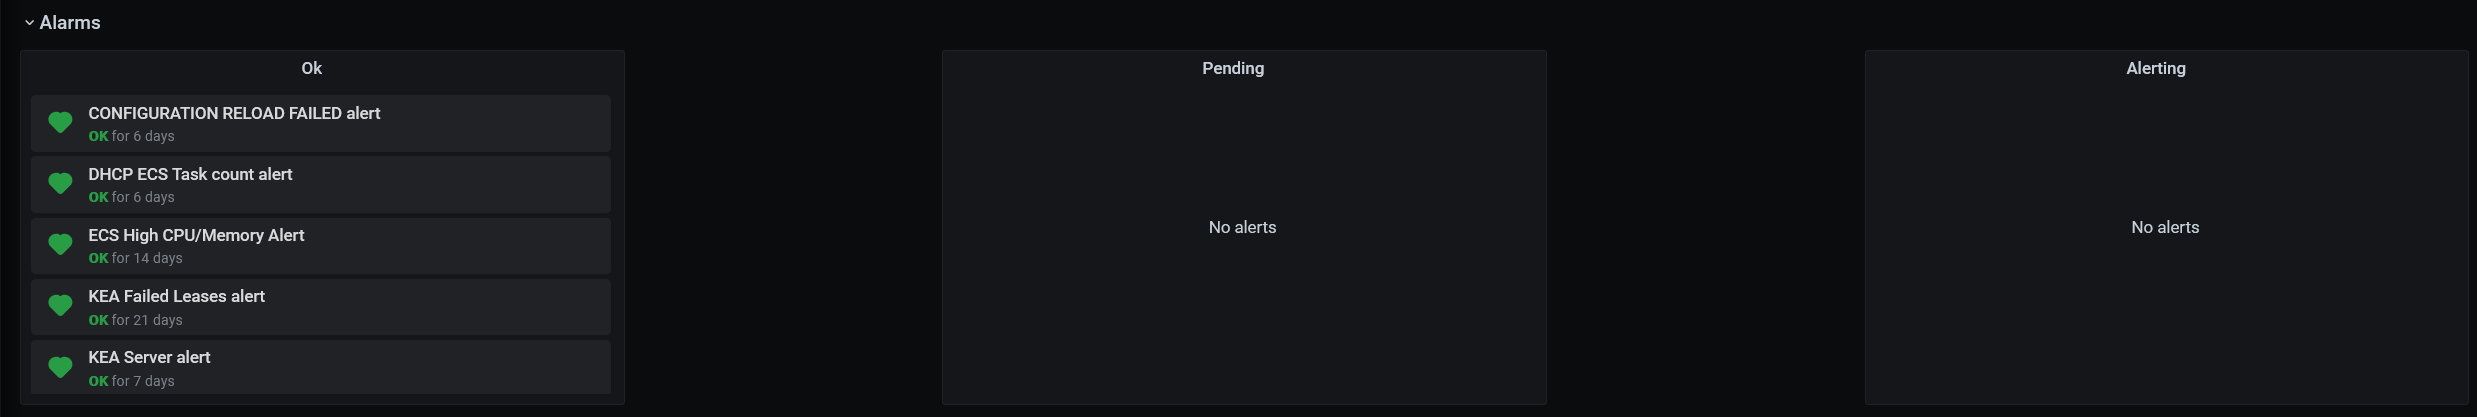 Alarms
Ok
CONFIGURATION RELOAD FAILED alert
OK for 6 days
DHCP ECS Task count alert
OK for 6 days
ECS High CPU/Memory Alert
OK for 14 days
KEA Failed Leases alert
OK for 21 days
KEA Server alert
OK for 7 days
Pending
No alerts
Alerting
No alerts